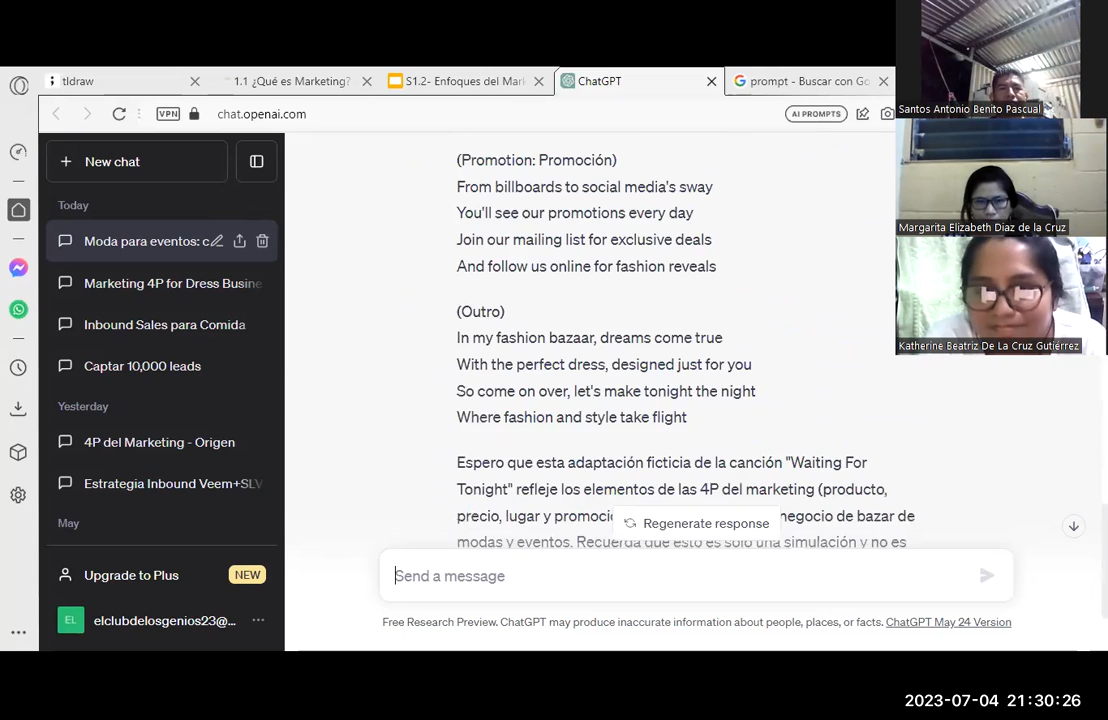 tldraw
1.1 ¿Qué es Marketing?
S1.2- Enfoques del Mark
ChatGPT
prompt - Buscar con Go
VPN
chat.openai.com
AI PROMPTS
Santos Antonio Benito Pascual
Margarita Elizabeth Diaz de la Cruz
Katherine Beatriz De La Cruz Gutiérrez
New chat
Today
Moda para eventos: c
Marketing 4P for Dress Busine
Inbound Sales para Comida
Captar 10,000 leads
Yesterday
4P del Marketing - Origen
Estrategia Inbound Veem+SLV
May
Upgrade to Plus NEW
EL elclubdelosgenios23@...
(Promotion: Promoción)
From billboards to social media's sway
You'll see our promotions every day
Join our mailing list for exclusive deals
And follow us online for fashion reveals
(Outro)
In my fashion bazaar, dreams come true
With the perfect dress, designed just for you
So come on over, let's make tonight the night
Where fashion and style take flight
Espero que esta adaptación ficticia de la canción "Waiting For
Tonight" refleje los elementos de las 4P del marketing (producto,
precio, lugar y promoci negocio de bazar de
modas y eventos. Recuerda que esto es solo una simulación y no es
Regenerate response
Send a message
Free Research Preview. ChatGPT may produce inaccurate information about people, places, or facts. ChatGPT May 24 Version
2023-07-04 21:30:26